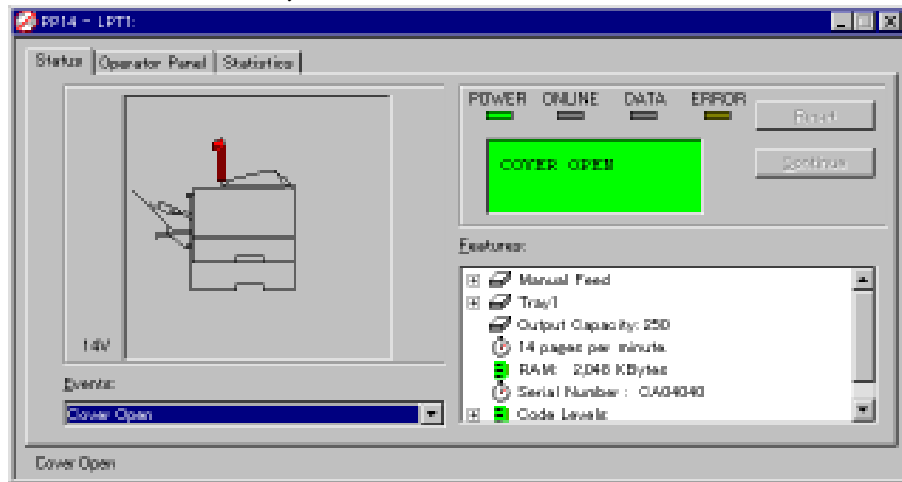 RP14 - LPT1:
Status Operator Panel Statistics
POWER ONLINE DATA ERROR
Reset
COVER OPEN
Continue
Features:
Manual Feed
Tray1
Output Capacity: 250
14 pages per minute.
14V
RAM: 2,048 KBytes
Events:
Serial Number : CA04040
Cover Open
Code Levels
Cover Open